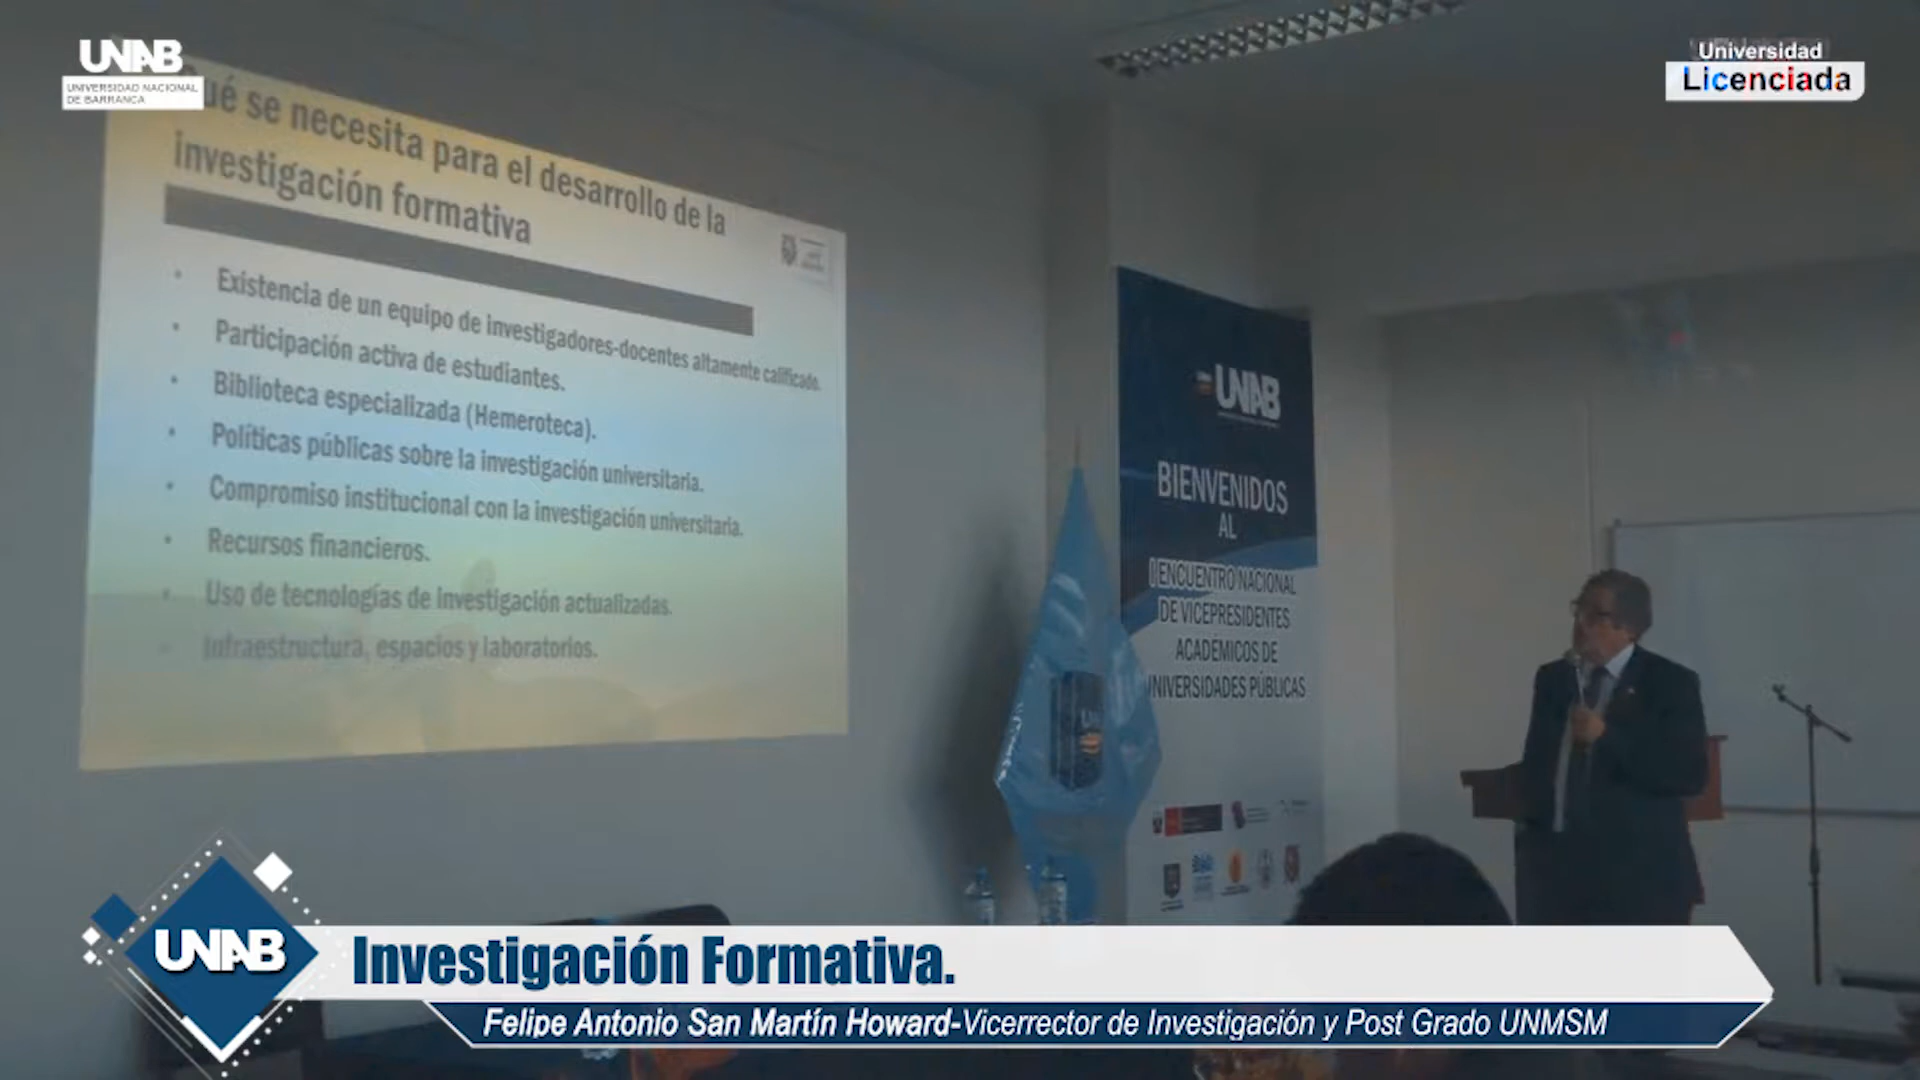 UNAB
UNIVERSIDAD NACIONAL
DE BARRANCA
Universidad
Licenciada
ué se necesita para el desarrollo de la
investigación formativa
• Existencia de un equipo de investigadores-docentes altamente calificado.
• Participación activa de estudiantes.
• Biblioteca especializada (Hemeroteca).
• Políticas públicas sobre la investigación universitaria.
• Compromiso institucional con la investigación universitaria.
• Recursos financieros.
• Uso de tecnologías de investigación actualizadas.
• Infraestructura, espacios y laboratorios.
UNAB
BIENVENIDOS
AL
I ENCUENTRO NACIONAL
DE VICEPRESIDENTES
ACADÉMICOS DE
UNIVERSIDADES PÚBLICAS
UNAB
Investigación Formativa.
Felipe Antonio San Martín Howard-Vicerrector de Investigación y Post Grado UNMSM